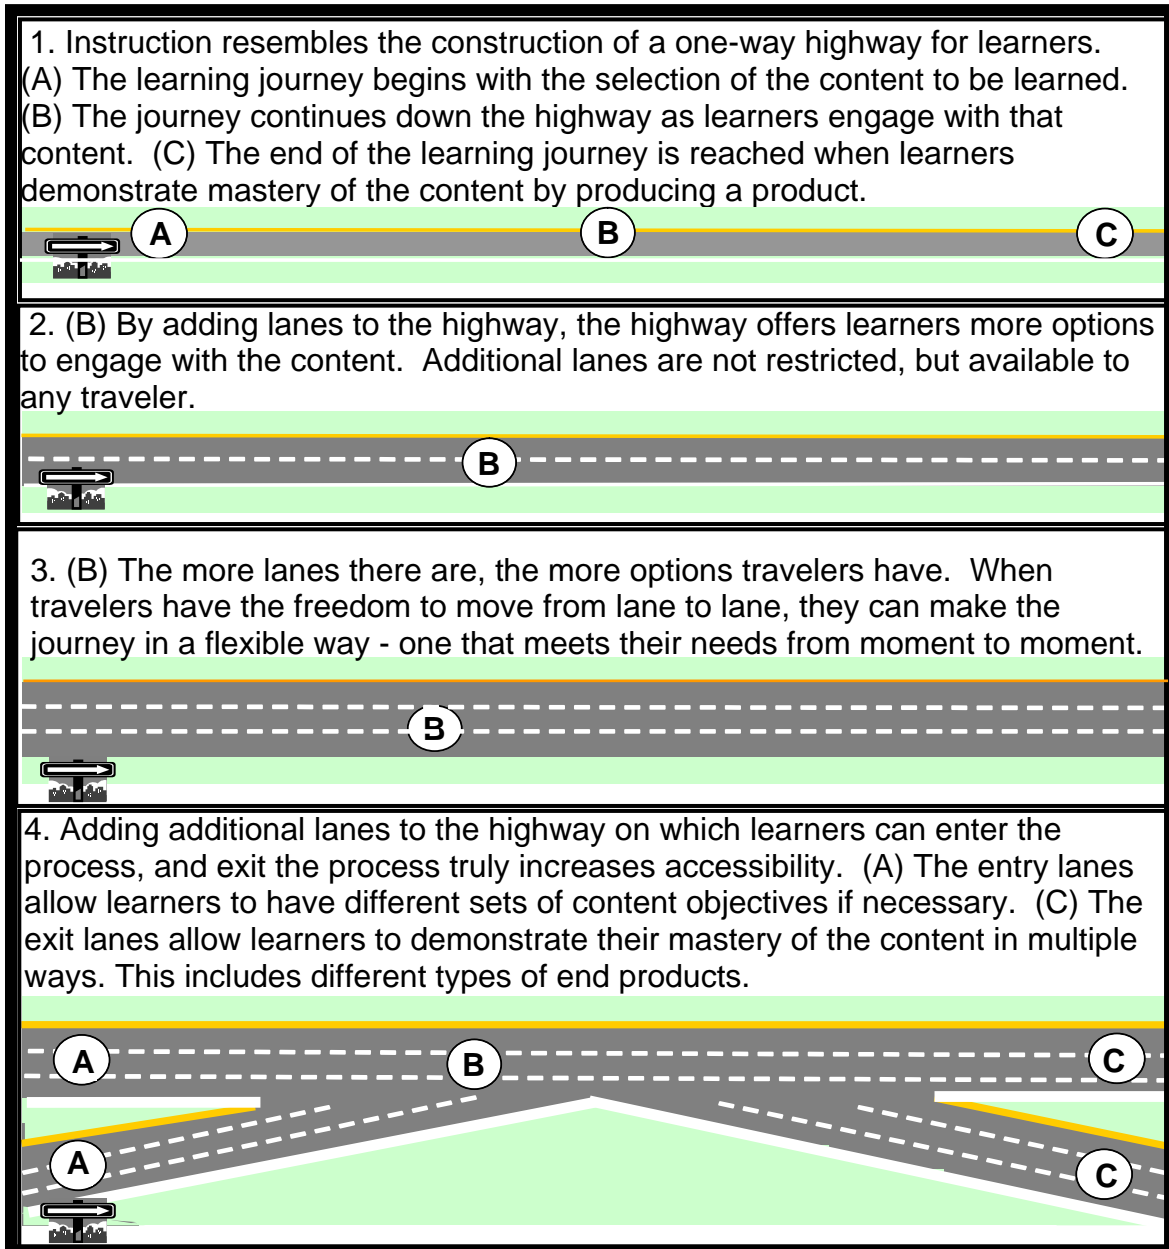 1. Instruction resembles the construction of a one-way highway for learners.
(A) The learning journey begins with the selection of the content to be learned.
(B) The journey continues down the highway as learners engage with that
content.  (C) The end of the learning journey is reached when learners
demonstrate mastery of the content by producing a product.
A B C
2. (B) By adding lanes to the highway, the highway offers learners more options
to engage with the content.  Additional lanes are not restricted, but available to
any traveler.
B
3. (B) The more lanes there are, the more options travelers have.  When
travelers have the freedom to move from lane to lane, they can make the
journey in a flexible way - one that meets their needs from moment to moment.
B
4. Adding additional lanes to the highway on which learners can enter the
process, and exit the process truly increases accessibility.  (A) The entry lanes
allow learners to have different sets of content objectives if necessary.  (C) The
exit lanes allow learners to demonstrate their mastery of the content in multiple
ways. This includes different types of end products.
A B C
A C